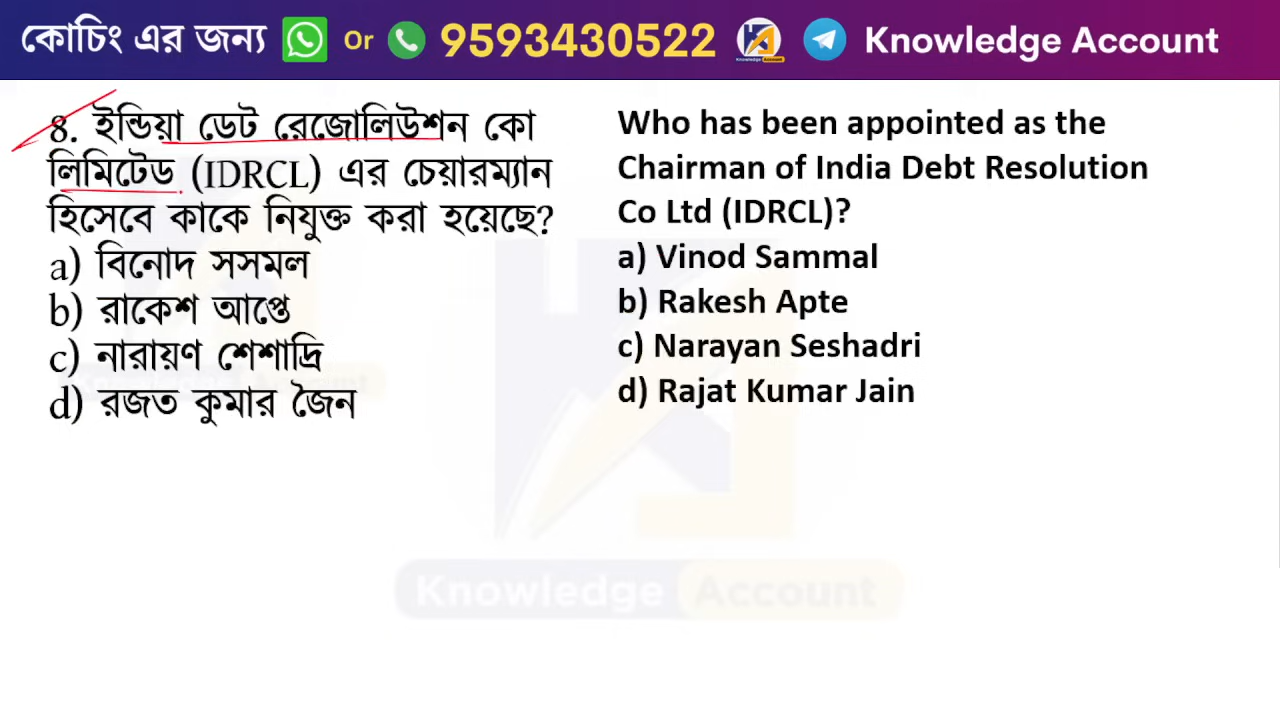 কোচিং এর জন্য Or 9593430522 Knowledge Account
8. ইন্ডিয়া ডেট রেজোলিউশন কো
লিমিটেড (IDRCL) এর চেয়ারম্যান
হিসেবে কাকে নিযুক্ত করা হয়েছে?
a) বিনোদ সসমল
b) রাকেশ আপ্তে
c) নারায়ণ শেশাদ্রি
d) রজত কুমার জৈন
Who has been appointed as the
Chairman of India Debt Resolution
Co Ltd (IDRCL)?
a) Vinod Sammal
b) Rakesh Apte
c) Narayan Seshadri
d) Rajat Kumar Jain
Knowledge Account